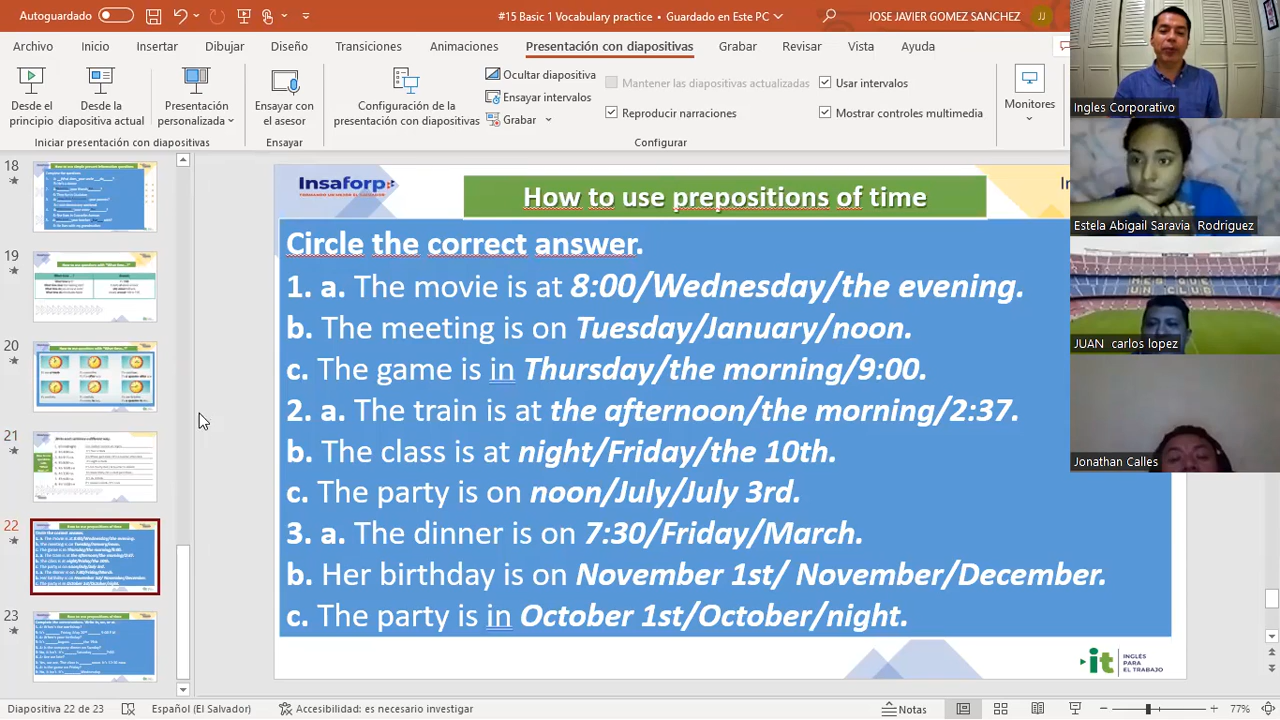 Autoguardado
#15 Basic 1 Vocabulary practice • Guardado en Este PC
JOSE JAVIER GOMEZ SANCHEZ
JJ
Archivo
Inicio
Insertar
Dibujar
Diseño
Transiciones
Animaciones
Presentación con diapositivas
Grabar
Revisar
Vista
Ayuda
Desde el principio
Desde la diapositiva actual
Presentación personalizada
Ensayar con el asesor
Configuración de la presentación con diapositivas
Ocultar diapositiva
Ensayar intervalos
Grabar
Mantener las diapositivas actualizadas
Reproducir narraciones
Usar intervalos
Mostrar controles multimedia
Monitores
Iniciar presentación con diapositivas
Ensayar
Configurar
Ingles Corporativo
Estela Abigail Saravia Rodriguez
JUAN carlos lopez
Jonathan Calles
18
19
20
21
22
23
Insaforp
How to use prepositions of time
Circle the correct answer.
a. The movie is at 8:00/Wednesday/the evening.
b. The meeting is on Tuesday/January/noon.
c. The game is in Thursday/the morning/9:00.
2. a. The train is at the afternoon/the morning/2:37.
b. The class is at night/Friday/the 10th
c. The party is on noon/July/July 3rd.
3. a. The dinner is on 7:30/Friday/March.
b. Her birthday November 1st/ December.
c. The party is in October 1st/October/night.
it
INGLÉS PARA EL TRABAJO
Diapositiva 22 de 23
Español (El Salvador)
Accesibilidad: es necesario investigar
Notas
77%